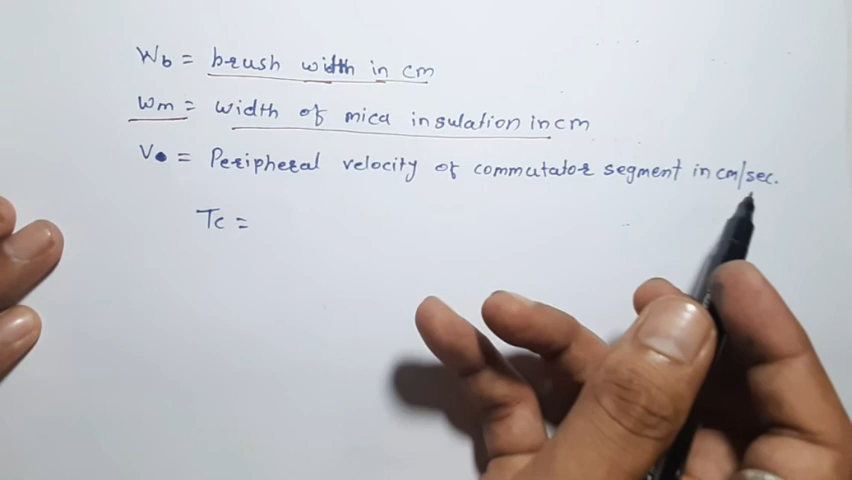 Wb = brush width in cm
Wm = width of mica insulation in cm
V = Peripheral velocity of commutator segment in cm/sec.
Tc =